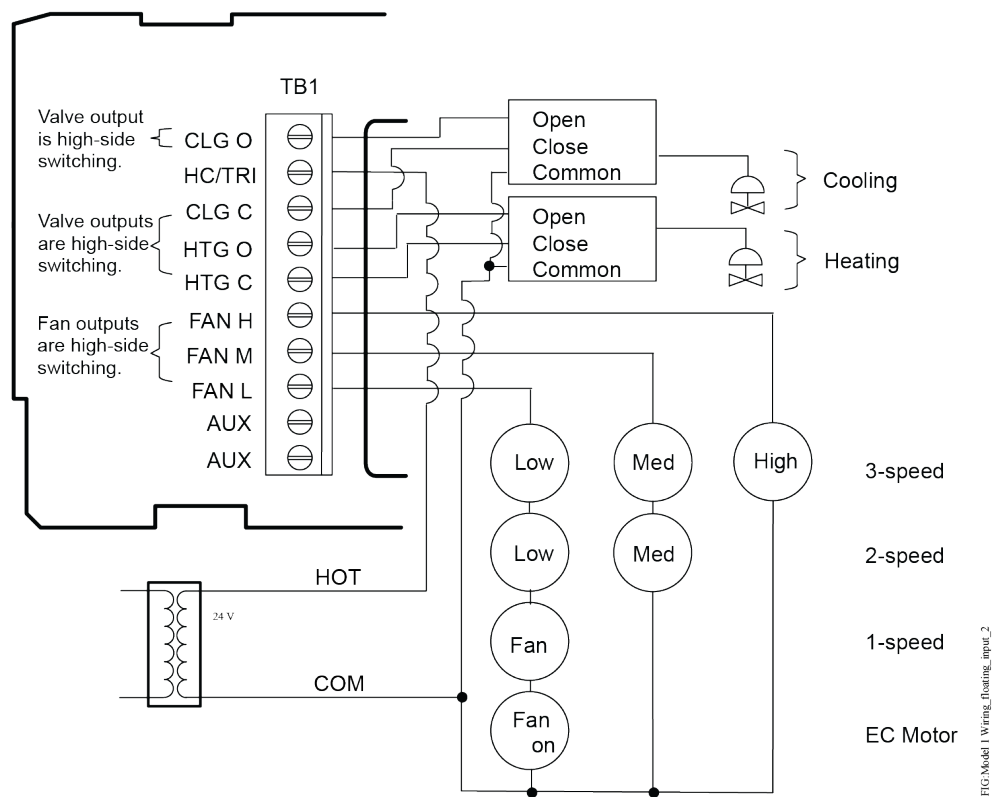 TB1
Valve output
is high-side
switching.
CLG O
HC/TRI
CLG C
Valve outputs
are high-side
switching.
HTG O
HTG C
Fan outputs
are high-side
switching.
FAN H
FAN M
FAN L
AUX
AUX
Open
Close
Common
Cooling
Open
Close
Common
Heating
Low
Med
High
3-speed
Low
Med
2-speed
Fan
1-speed
Fan
on
EC Motor
HOT
24 V
COM
FIG:Model 1 Wiring_floating_input_2